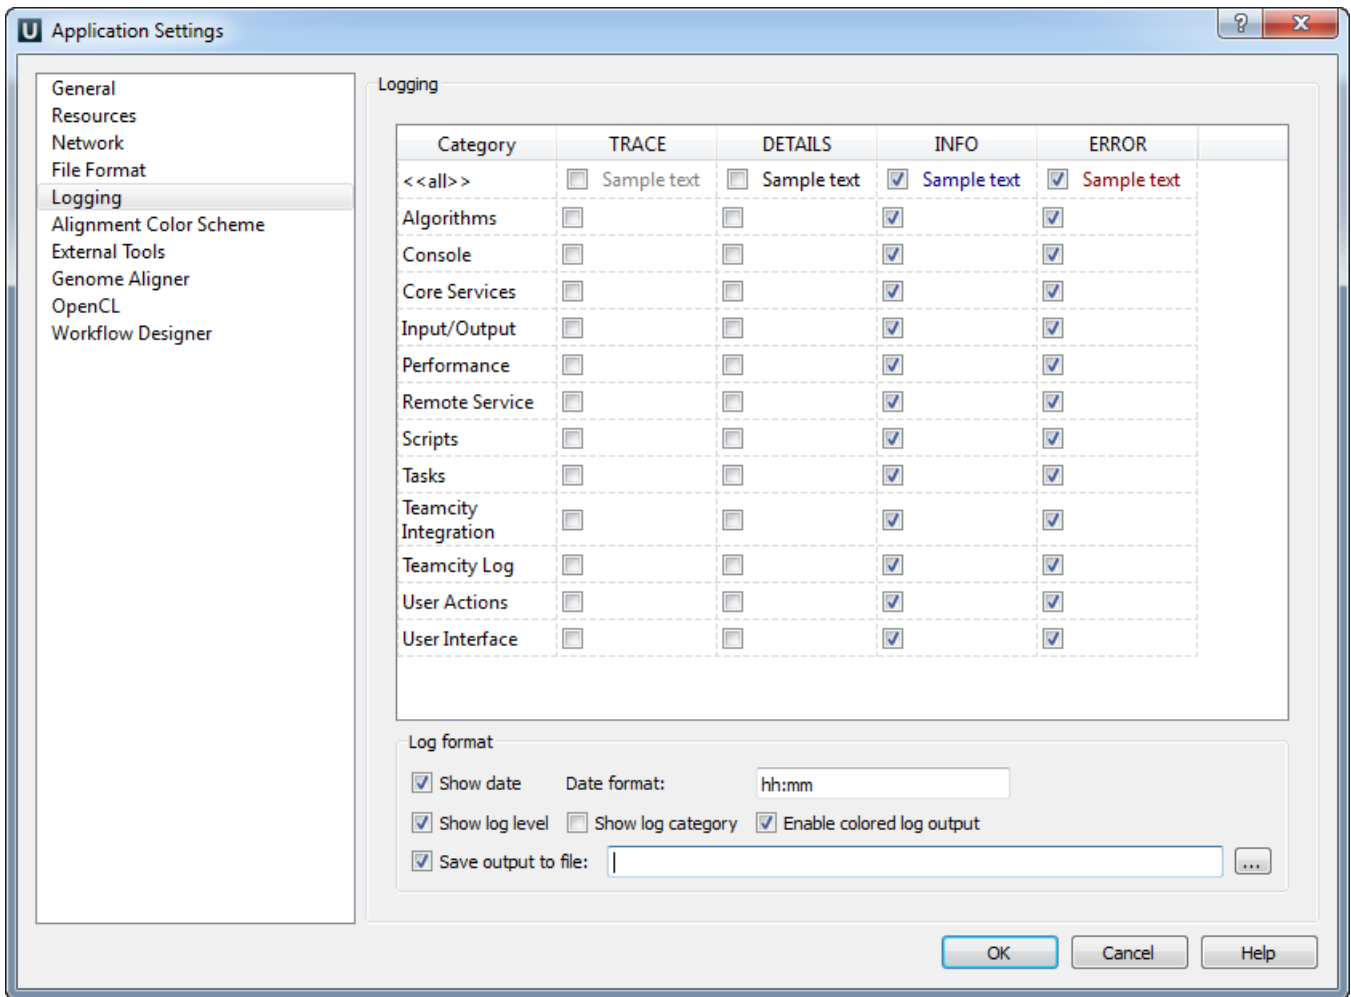 U Application Settings
General
Resources
Network
File Format
Logging
Alignment Color Scheme
External Tools
Genome Aligner
OpenCL
Workflow Designer
Logging
Category TRACE DETAILS INFO ERROR
<<all>> Sample text Sample text Sample text Sample text
Algorithms
Console
Core Services
Input/Output
Performance
Remote Service
Scripts
Tasks
Teamcity
Integration
Teamcity Log
User Actions
User Interface
Log format
Show date Date format: hh:mm
Show log level Show log category Enable colored log output
Save output to file: ...
OK Cancel Help